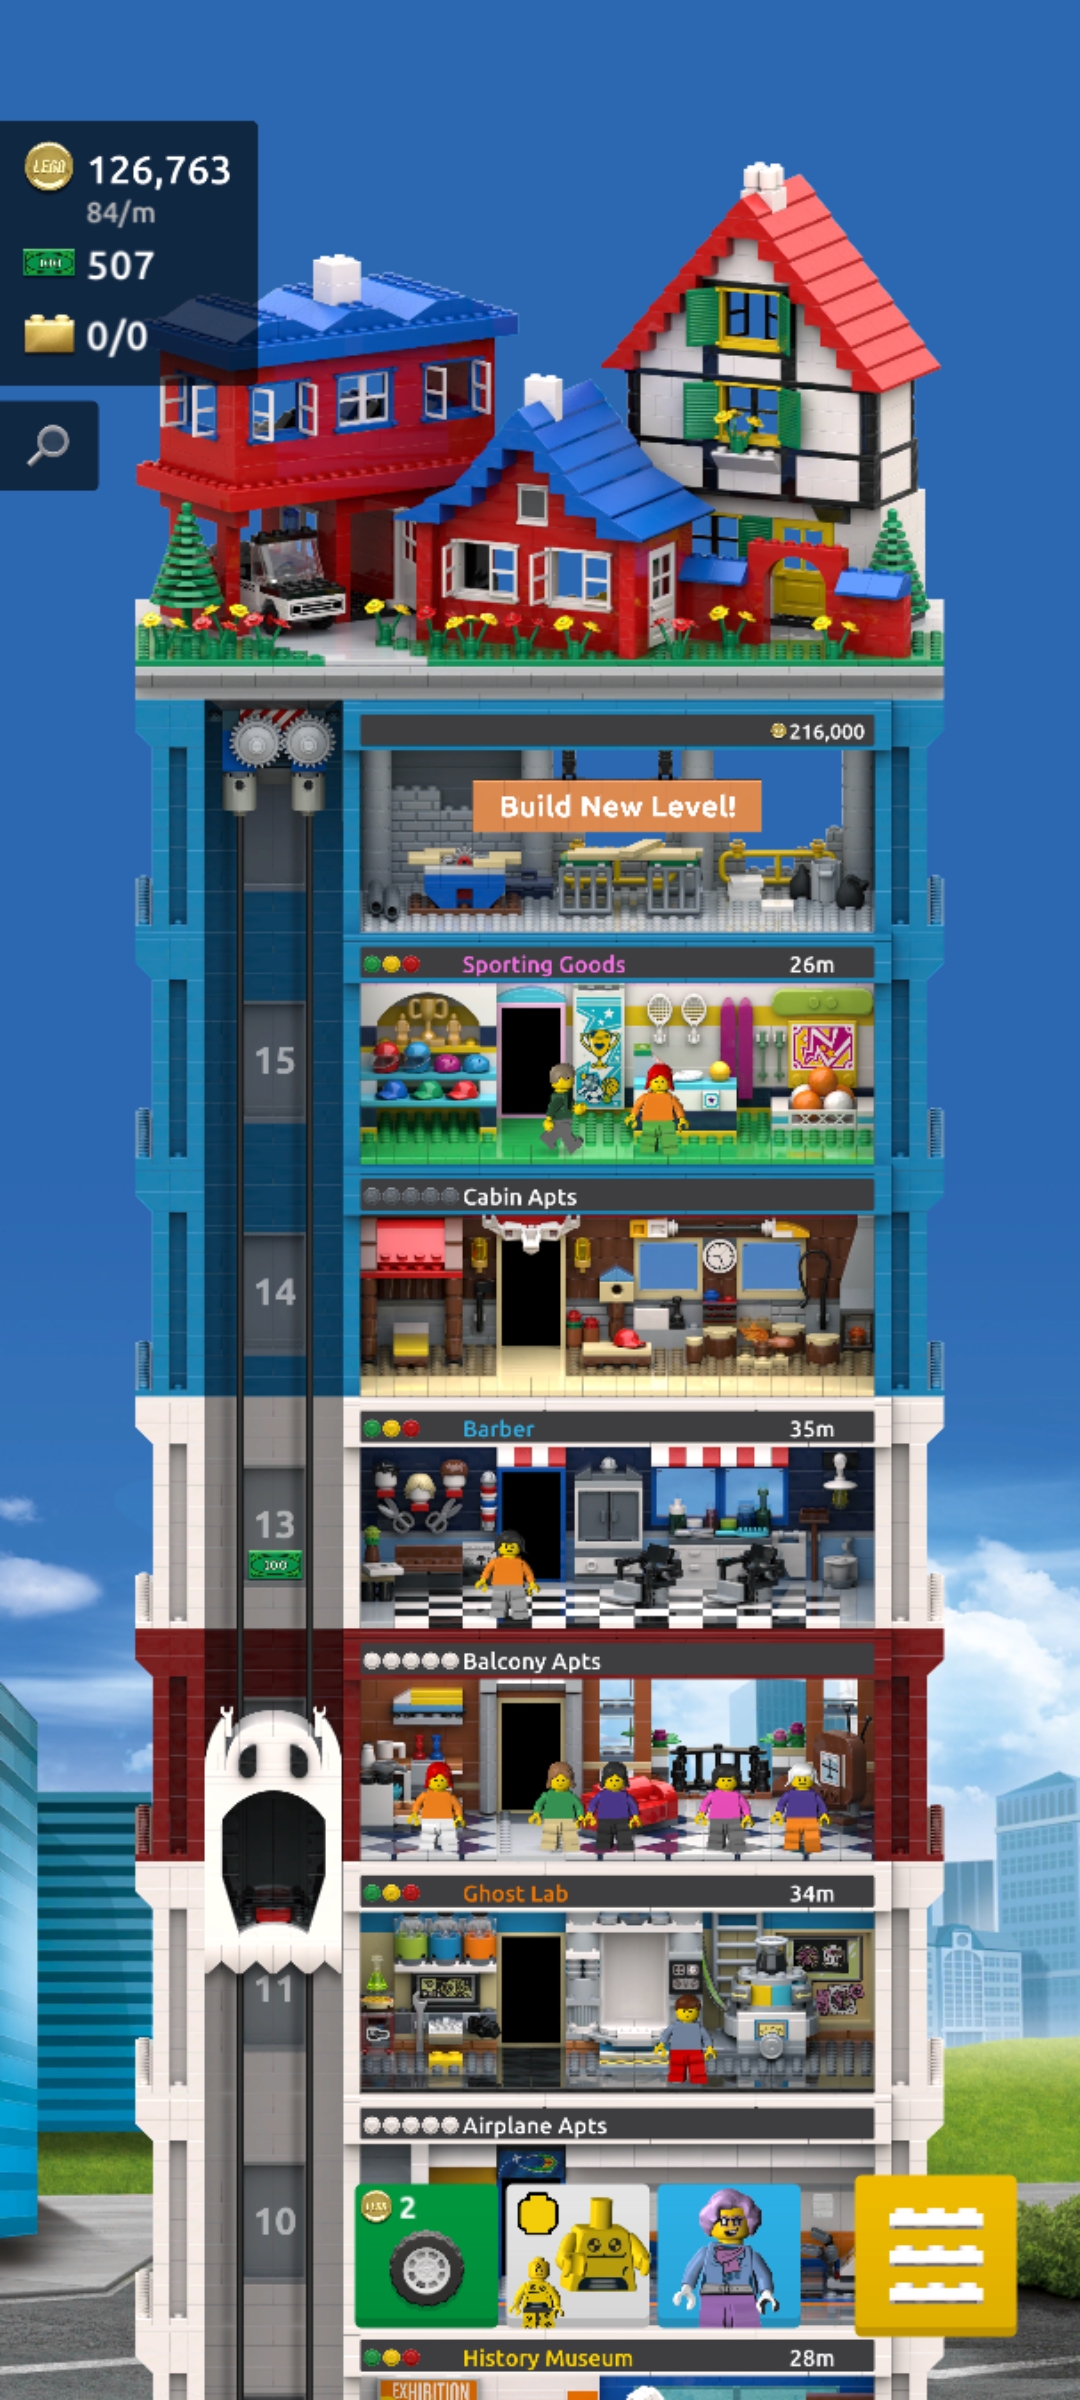 LEGO 126,763
84/m
507
0/0
216,000
Build New Level!
Sporting Goods 26m
15
Cabin Apts
14
Barber 35m
13
100
Balcony Apts
Ghost Lab 34m
11
Airplane Apts
2
10
History Museum 28m
EXHIBITION